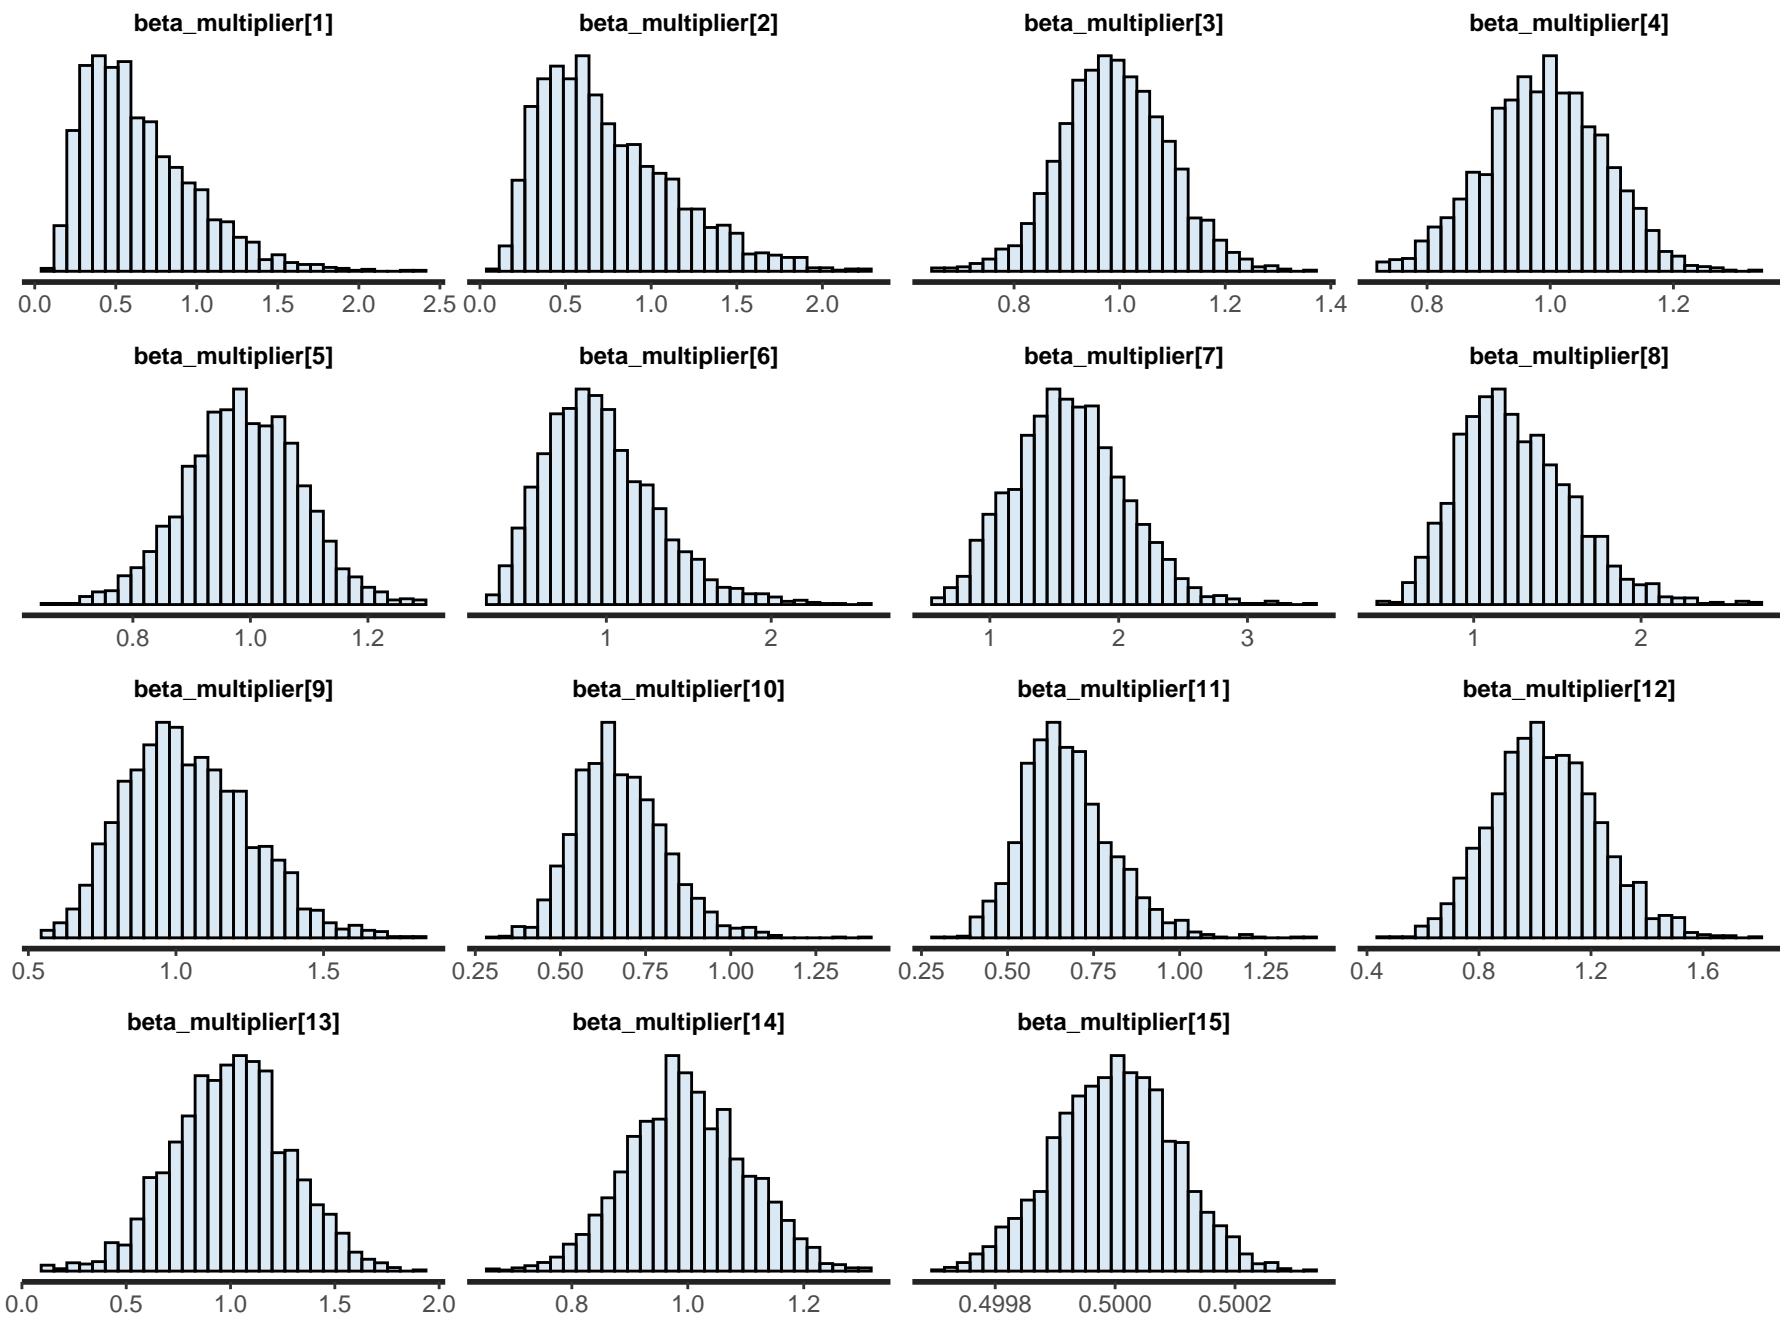 beta_multiplier[1] beta_multiplier[2] beta_multiplier[3] beta_multiplier[4]
0.0 0.5 1.0 1.5 2.0 2.5 0.0 0.5 1.0 1.5 2.0 0.8 1.0 1.2 1.4 0.8 1.0 1.2
beta_multiplier[5] beta_multiplier[6] beta_multiplier[7] beta_multiplier[8]
0.8 1.0 1.2 1 2 1 2 3 1 2
beta_multiplier[9] beta_multiplier[10] beta_multiplier[11] beta_multiplier[12]
0.5 1.0 1.5 0.25 0.50 0.75 1.00 1.25 0.25 0.50 0.75 1.00 1.25 0.4 0.8 1.2 1.6
beta_multiplier[13] beta_multiplier[14] beta_multiplier[15]
0.0 0.5 1.0 1.5 2.0 0.8 1.0 1.2 0.4998 0.5000 0.5002